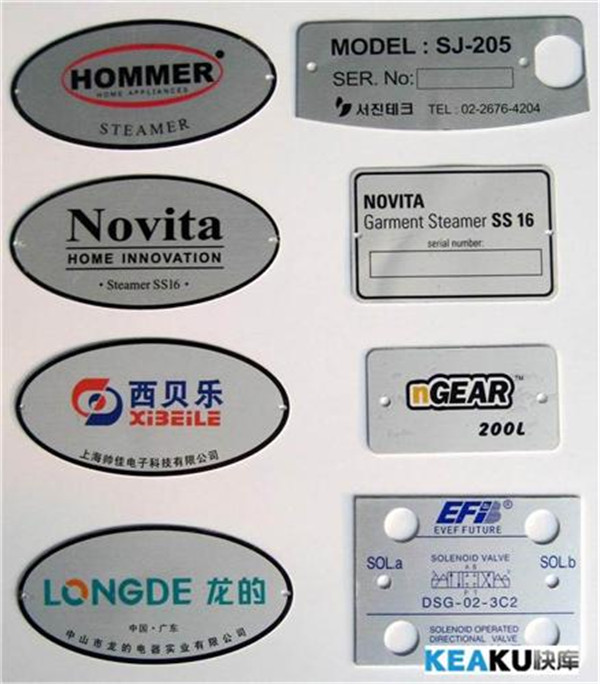 HOMMER®
HOME APPLIANCES
STEAMER
MODEL : SJ-205
SER. No:
서진테크 TEL : 02-2676-4204
Novita
HOME INNOVATION
· Steamer SS16 ·
NOVITA
Garment Steamer SS 16
serial number:
西贝乐
XiBEiLE
上海帅佳电子科技有限公司
nGEAR™
200L
LONGDE 龙的
中国·广东
中山市龙的电器实业有限公司
EFiB®
EVEF FUTURE
SOL.a SOLENOID VALVE SOL.b
A B
P T
DSG-02-3C2
SOLENOID OPERATED
DIRECTIONAL VALVE
KEAKU快库